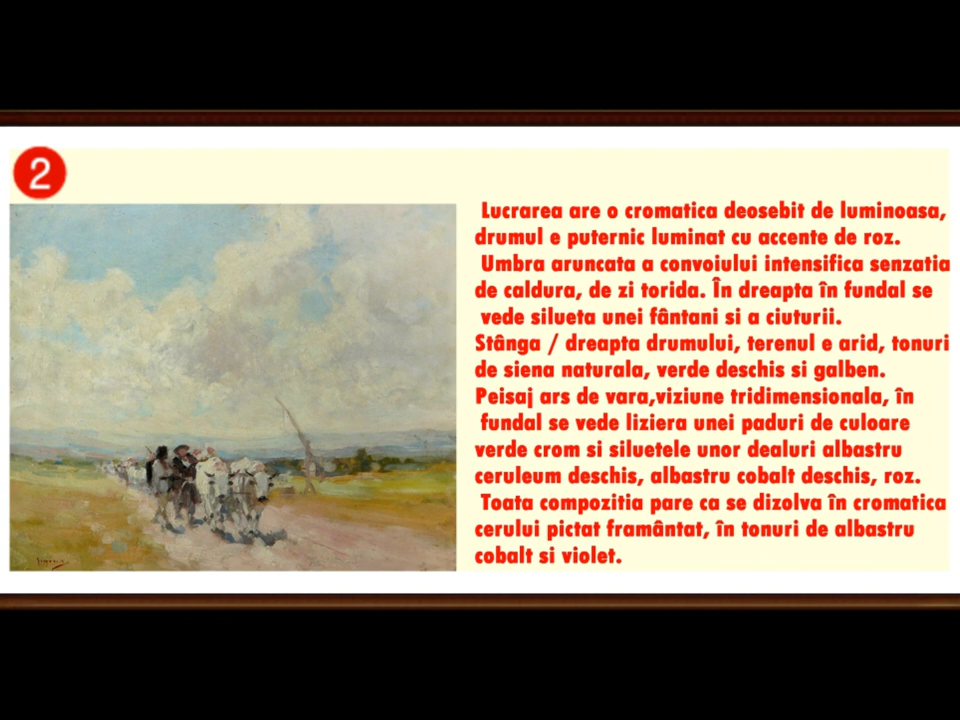 2
Lucrarea are o cromatica deosebit de luminoasa,
drumul e puternic luminat cu accente de roz.
Umbra aruncata a convoiului intensifica senzatia
de caldura, de zi torida. În dreapta în fundal se
vede silueta unei fântani si a ciuturii.
Stânga / dreapta drumului, terenul e arid, tonuri
de siena naturala, verde deschis si galben.
Peisaj ars de vara,viziune tridimensionala, în
fundal se vede liziera unei paduri de culoare
verde crom si siluetele unor dealuri albastru
ceruleum deschis, albastru cobalt deschis, roz.
Toata compozitia pare ca se dizolva în cromatica
cerului pictat framântat, în tonuri de albastru
cobalt si violet.